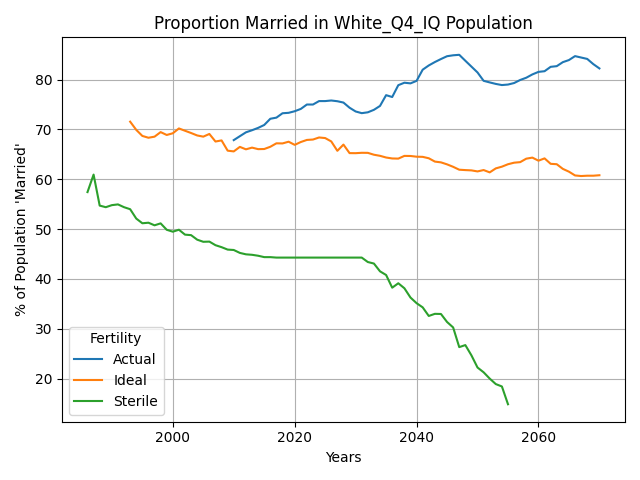 Proportion Married in White_Q4_IQ Population
% of Population 'Married'
80
70
60
50
40
30
20
Fertility
Actual
Ideal
Sterile
2000 2020 2040 2060
Years